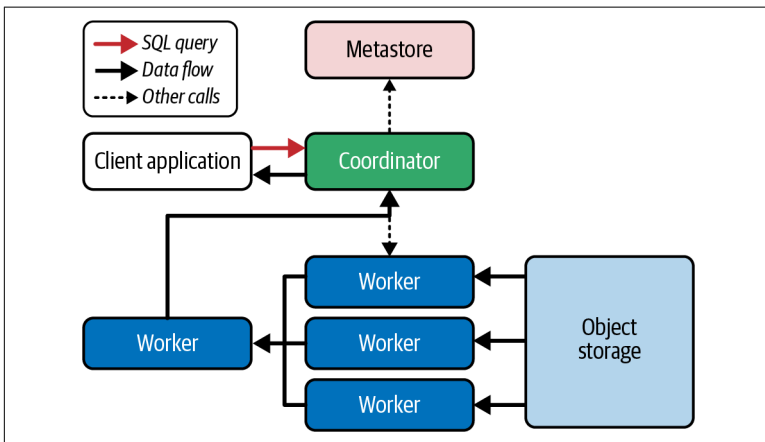 SQL query
Data flow
Other calls
Metastore
Client application
Coordinator
Worker
Worker
Worker
Worker
Object
storage